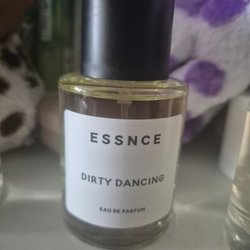 ESSNCE
DIRTY DANCING
EAU DE PARFUM